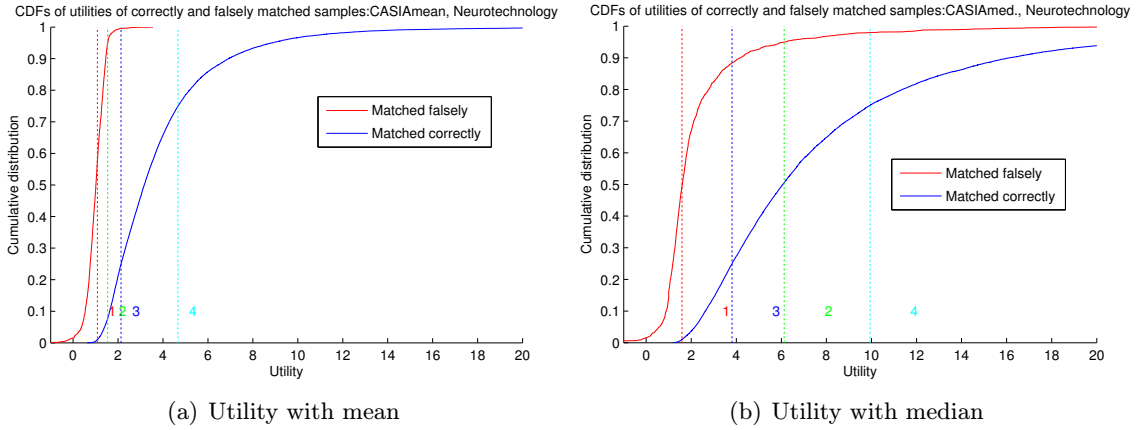 CDFs of utilities of correctly and falsely matched samples:CASIAmean, Neurotechnology
1
0.9
0.8
0.7
0.6
0.5
0.4
0.3
0.2
0.1
0
Cumulative distribution
Matched falsely
Matched correctly
1 2 3 4
0 2 4 6 8 10 12 14 16 18 20
Utility
(a) Utility with mean
CDFs of utilities of correctly and falsely matched samples:CASIAmed., Neurotechnology
1
0.9
0.8
0.7
0.6
0.5
0.4
0.3
0.2
0.1
0
Cumulative distribution
Matched falsely
Matched correctly
1 3 2 4
0 2 4 6 8 10 12 14 16 18 20
Utility
(b) Utility with median